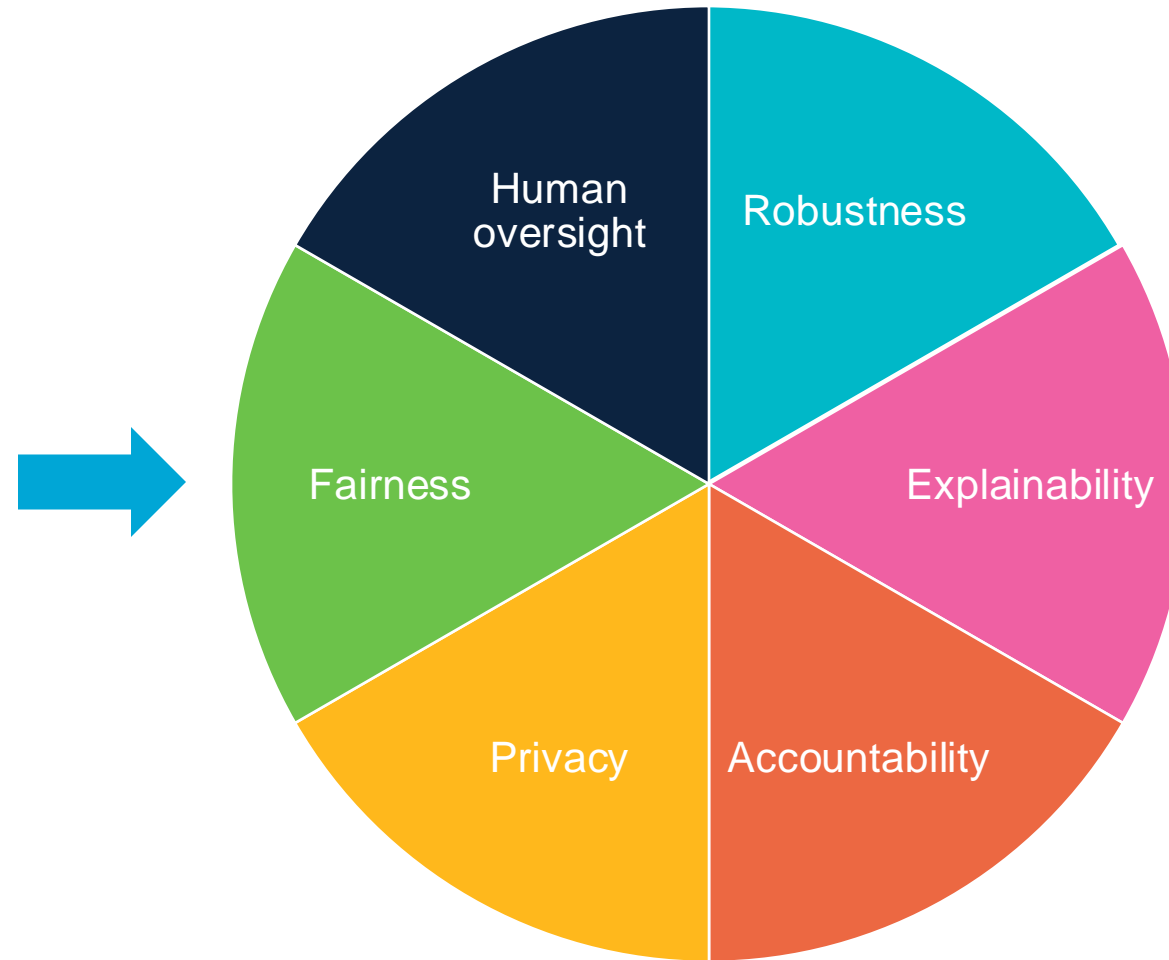 Human
oversight
Robustness
Fairness
Explainability
Privacy
Accountability